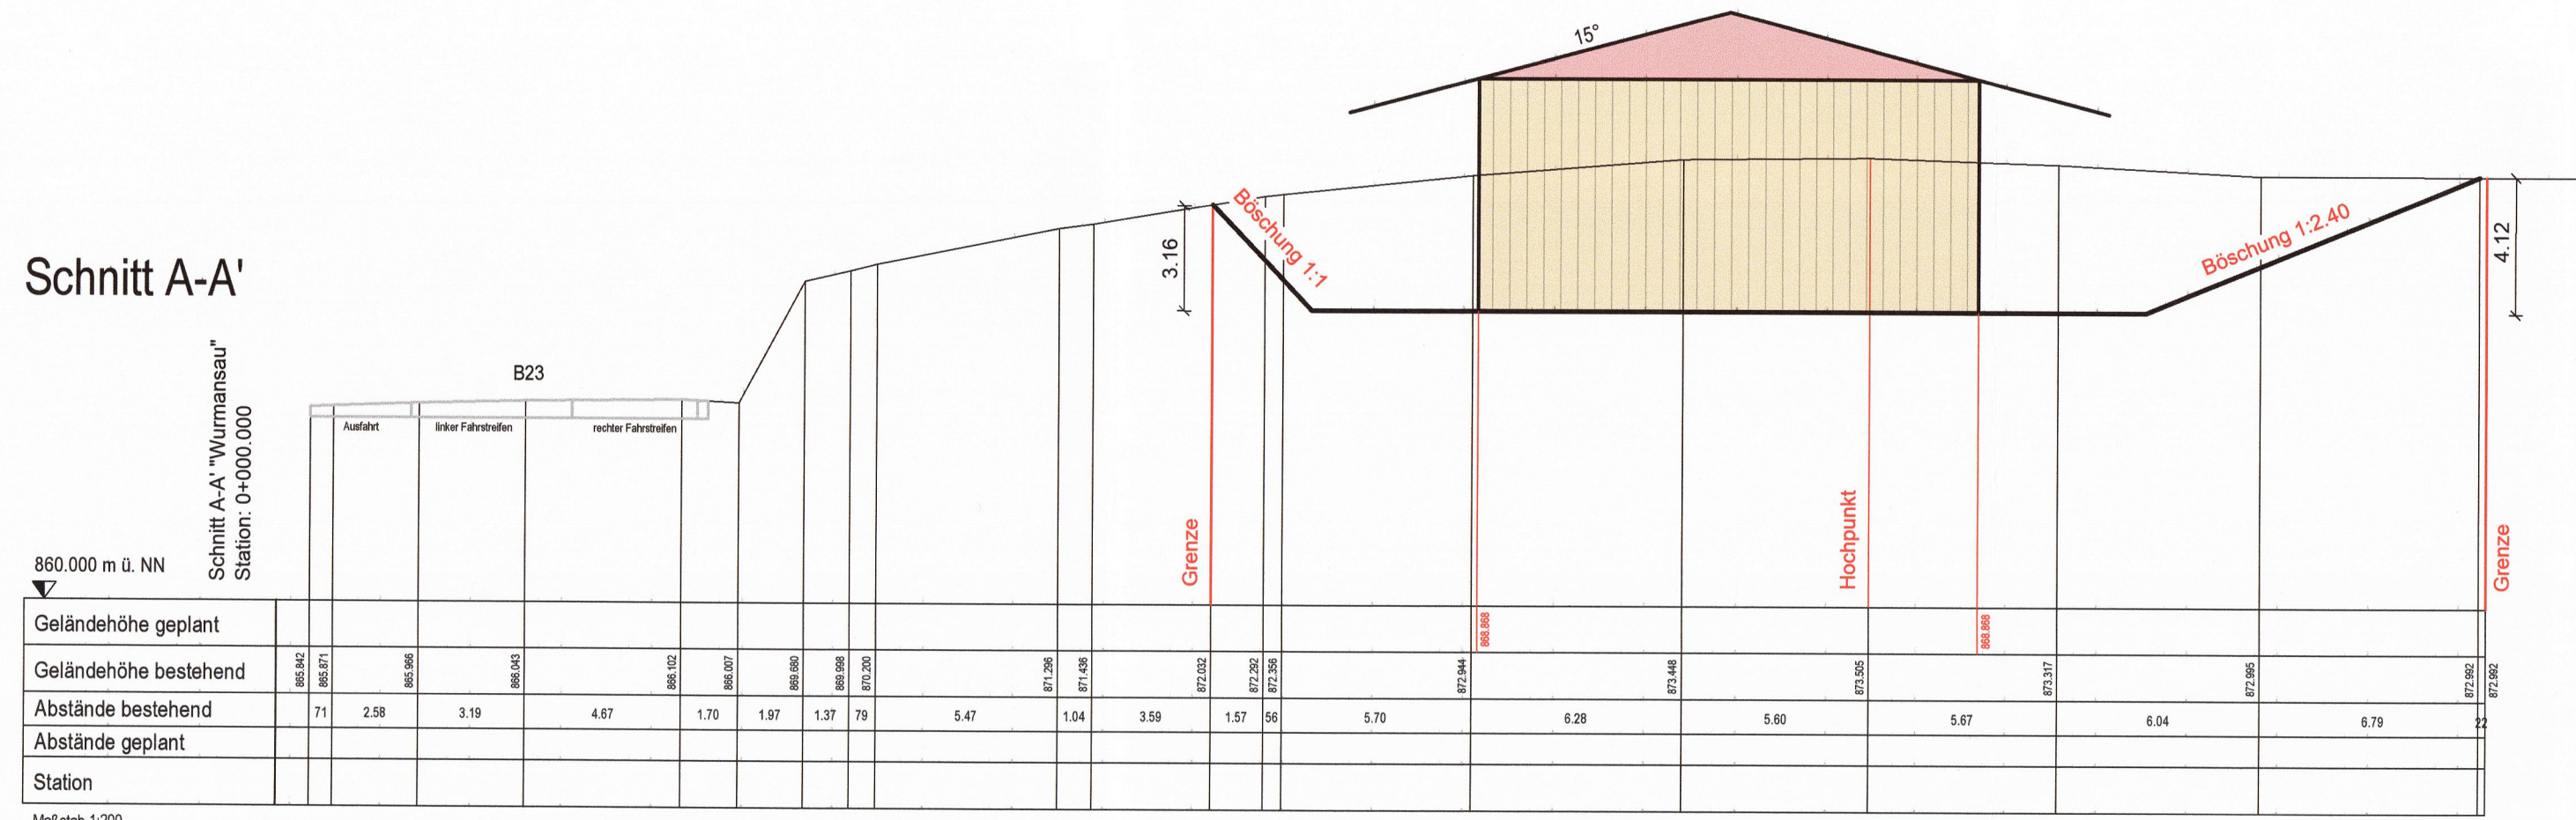 15°
Böschung 1:1
Böschung 1:2.40
3.16
4.12
Schnitt A-A'
Schnitt A-A' "Wurmansau"
Station: 0+000.000
B23
Ausfahrt
linker Fahrstreifen
rechter Fahrstreifen
Grenze
Hochpunkt
Grenze
860.000 m ü. NN
Geländehöhe geplant
868.868
868.868
Geländehöhe bestehend
865.842
865.871
865.966
866.043
866.102
866.007
869.680
869.998
870.200
871.296
871.436
872.032
872.292
872.356
872.944
873.448
873.505
873.317
872.995
872.992
872.992
Abstände bestehend
71
2.58
3.19
4.67
1.70
1.97
1.37
79
5.47
1.04
3.59
1.57
56
5.70
6.28
5.60
5.67
6.04
6.79
22
Abstände geplant
Station
Maßstab 1:200